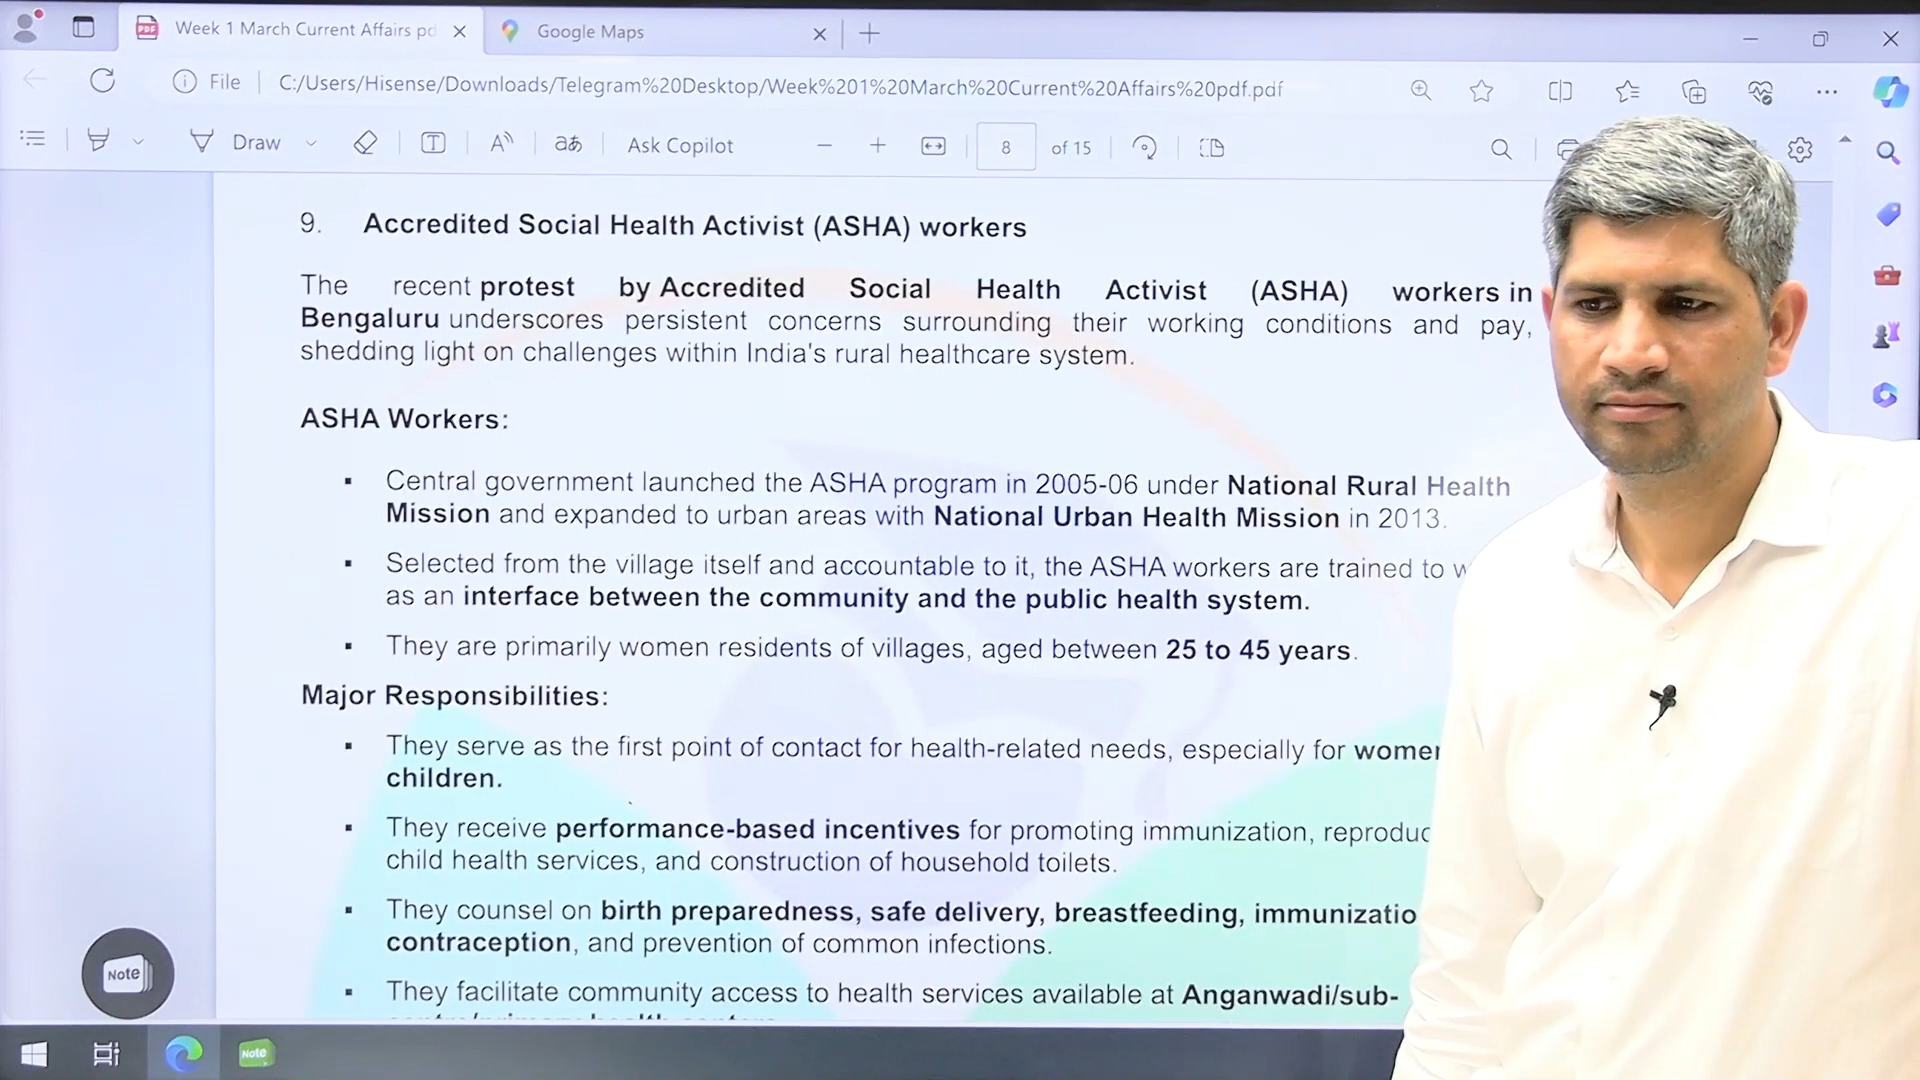 Week 1 March Current Affairs pd
Google Maps
File
C:/Users/Hisense/Downloads/Telegram%20Desktop/Week%201%20March%20Current%20Affairs%20pdf.pdf
Draw
T
A
aあ
Ask Copilot
8
of 15
9. Accredited Social Health Activist (ASHA) workers
The recent protest by Accredited Social Health Activist (ASHA) workers in
Bengaluru underscores persistent concerns surrounding their working conditions and pay,
shedding light on challenges within India's rural healthcare system.
ASHA Workers:
▪ Central government launched the ASHA program in 2005-06 under National Rural Health
Mission and expanded to urban areas with National Urban Health Mission in 2013.
▪ Selected from the village itself and accountable to it, the ASHA workers are trained to w
as an interface between the community and the public health system.
▪ They are primarily women residents of villages, aged between 25 to 45 years.
Major Responsibilities:
▪ They serve as the first point of contact for health-related needs, especially for women
children.
▪ They receive performance-based incentives for promoting immunization, reproduc
child health services, and construction of household toilets.
▪ They counsel on birth preparedness, safe delivery, breastfeeding, immunizatio
contraception, and prevention of common infections.
▪ They facilitate community access to health services available at Anganwadi/sub-
Note
Note
PDF